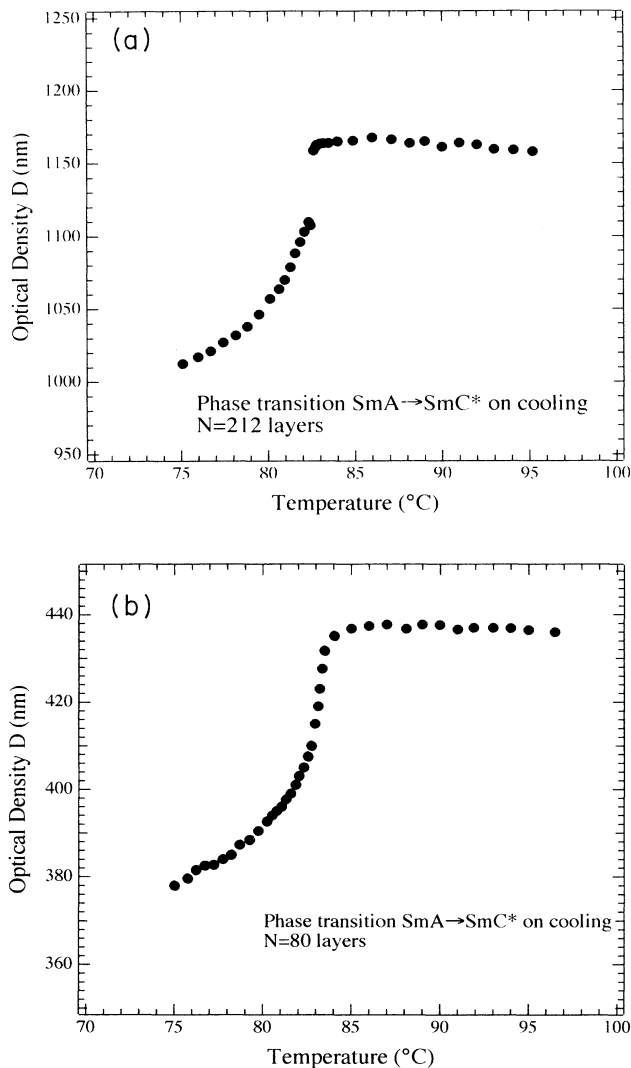 (a)
1250
1200
1150
1100
1050
1000
950
Optical Density D (nm)
Phase transition SmA→SmC* on cooling
N=212 layers
70 75 80 85 90 95 100
Temperature (°C)
(b)
440
420
400
380
360
Optical Density D (nm)
Phase transition SmA→SmC* on cooling
N=80 layers
70 75 80 85 90 95 100
Temperature (°C)